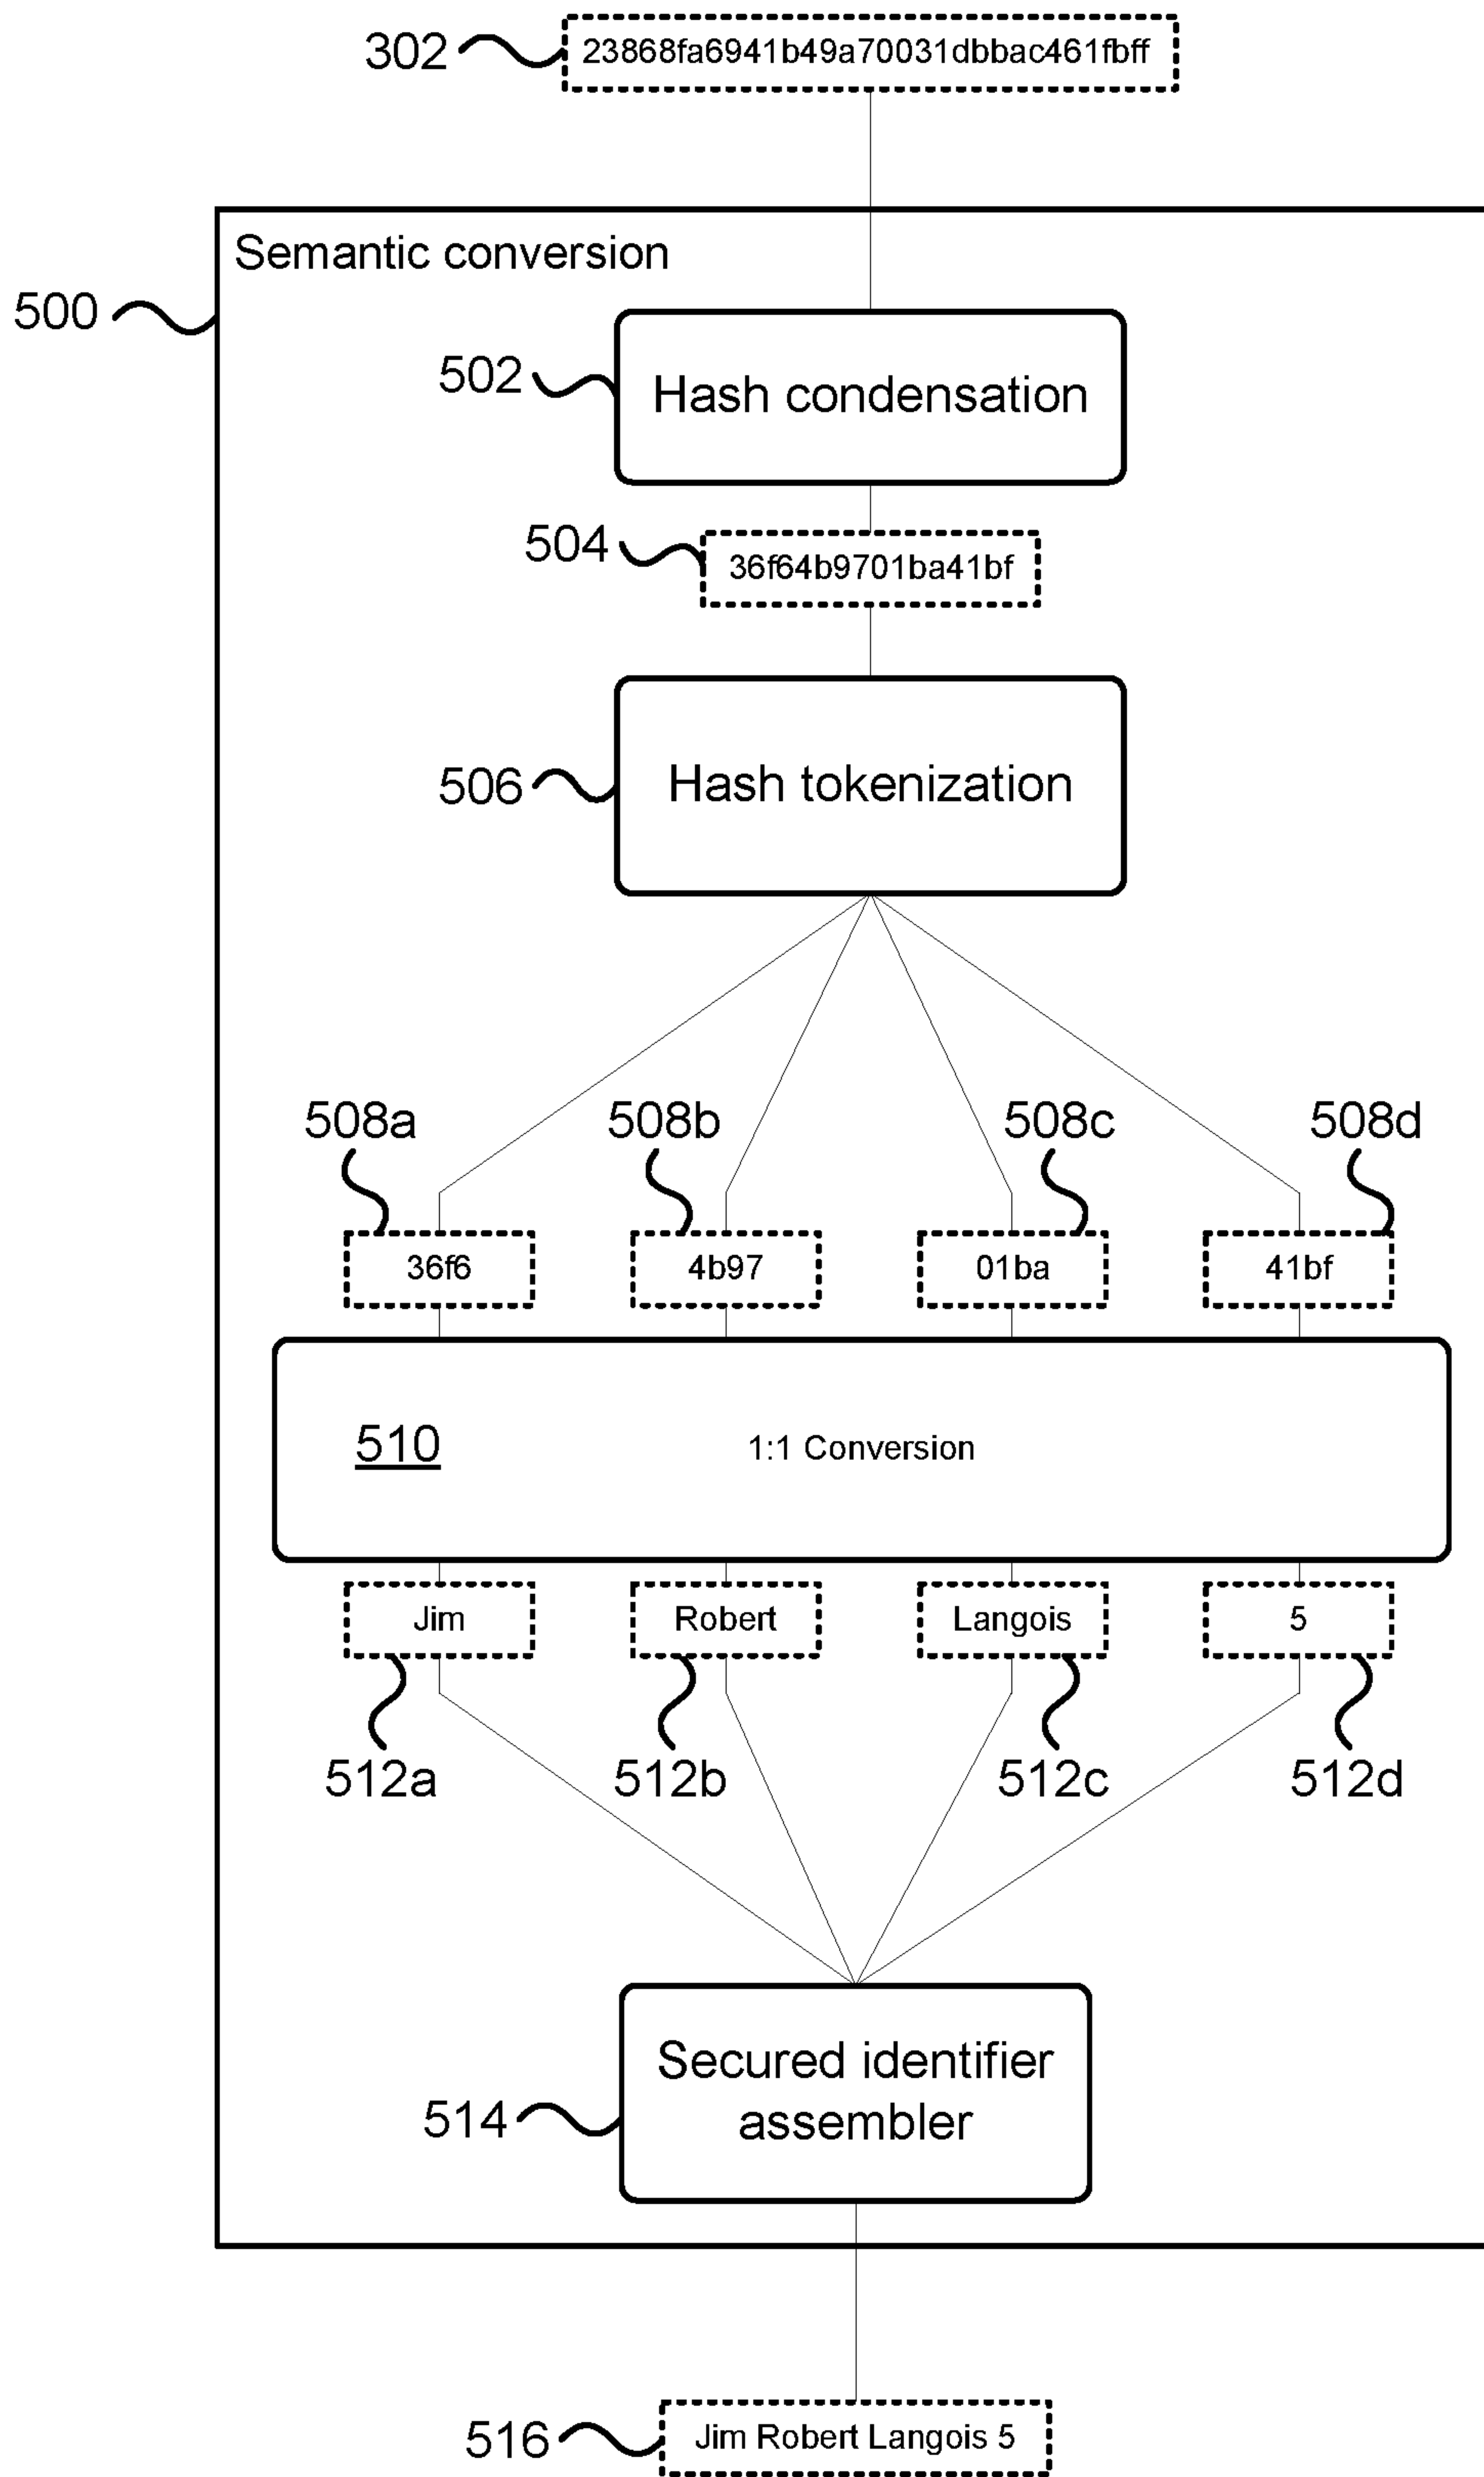 302 23868fa6941b49a70031dbbac461fbff
Semantic conversion
500
502 Hash condensation
504 36f64b9701ba41bf
506 Hash tokenization
508a 508b 508c 508d
36f6 4b97 01ba 41bf
510 1:1 Conversion
Jim Robert Langois 5
512a 512b 512c 512d
Secured identifier
514 assembler
516 Jim Robert Langois 5